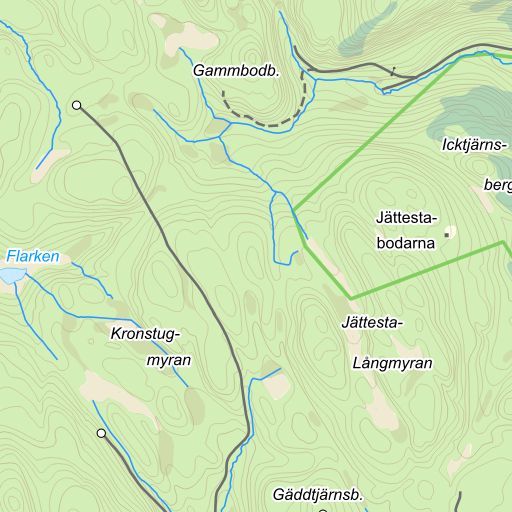 Gammbodb.
Icktjärns-
berg
Jättesta-
bodarna
Flarken
Kronstug-
myran
Jättesta-
Långmyran
Gäddtjärnsb.